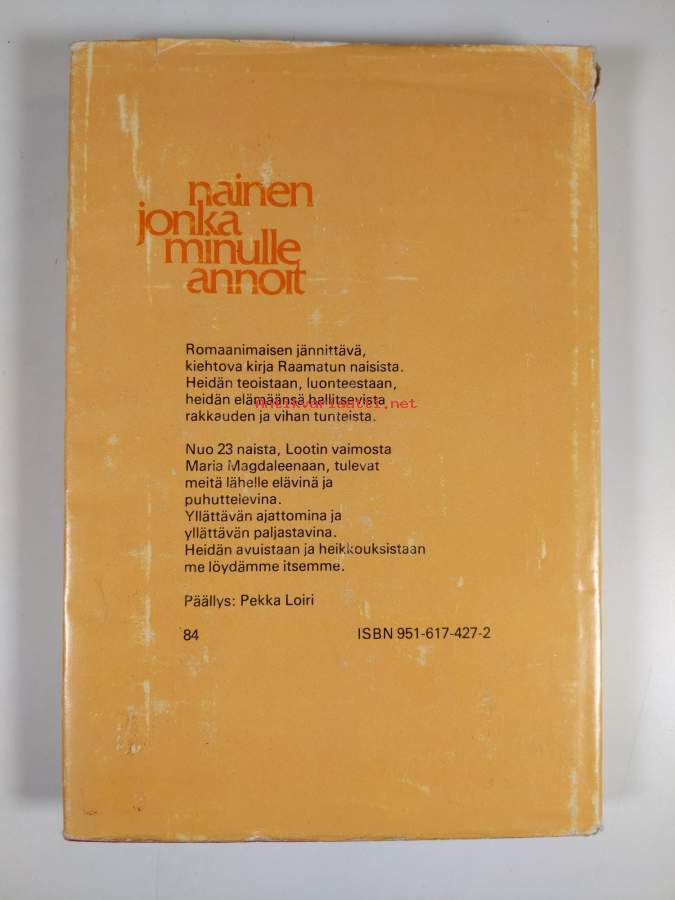 nainen
jonka
minulle
annoit
Romaanimaisen jännittävä,
kiehtova kirja Raamatun naisista.
Heidän teoistaan, luonteestaan,
heidän elämäänsä hallitsevista
Antikvariaatti.net
rakkauden ja vihan tunteista.
Nuo 23 naista, Lootin vaimosta
Maria Magdaleenaan, tulevat
meitä lähelle elävinä ja
puhuttelevina.
Yllättävän ajattomina ja
yllättävän paljastavina.
Heidän avuistaan ja heikkouksistaan
me löydämme itsemme.
Päällys: Pekka Loiri
84 ISBN 951-617-427-2